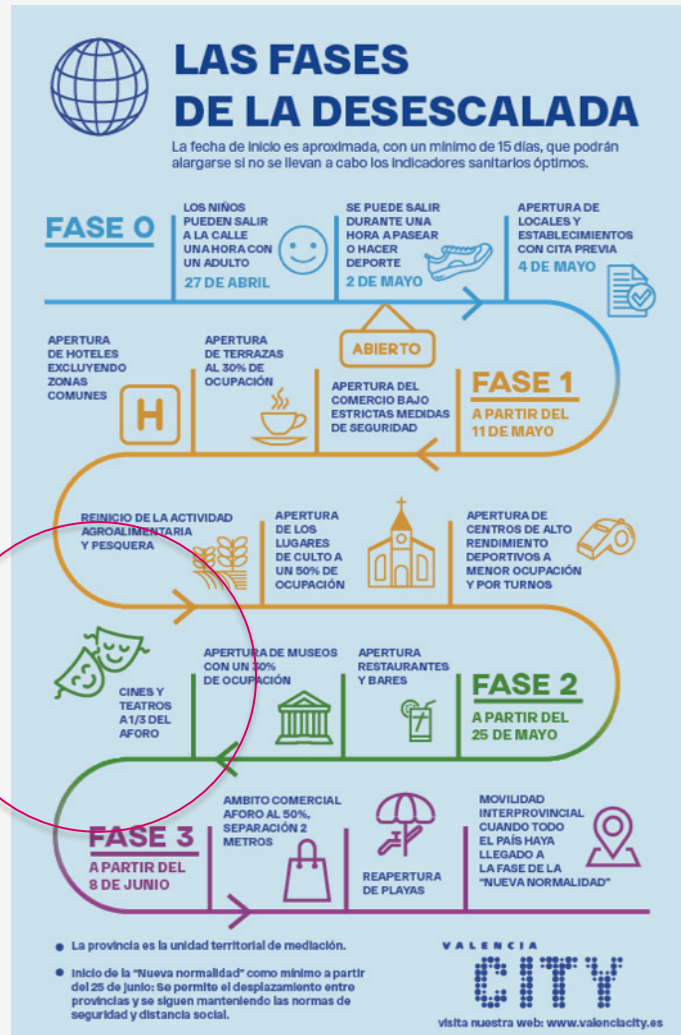 LAS FASES
DE LA DESESCALADA
La fecha de inicio es aproximada, con un mínimo de 15 días, que podrán
alargarse si no se llevan a cabo los indicadores sanitarios óptimos.
FASE 0
LOS NIÑOS
PUEDEN SALIR
A LA CALLE
UNA HORA CON
UN ADULTO
27 DE ABRIL
SE PUEDE SALIR
DURANTE UNA
HORA A PASEAR
O HACER
DEPORTE
2 DE MAYO
APERTURA DE
LOCALES Y
ESTABLECIMIENTOS
CON CITA PREVIA
4 DE MAYO
FASE 1
A PARTIR DEL
11 DE MAYO
ABIERTO
APERTURA DEL
COMERCIO BAJO
ESTRICTAS MEDIDAS
DE SEGURIDAD
APERTURA
DE TERRAZAS
AL 30% DE
OCUPACIÓN
APERTURA
DE HOTELES
EXCLUYENDO
ZONAS
COMUNES
H
REINICIO DE LA ACTIVIDAD
AGROALIMENTARIA
Y PESQUERA
APERTURA
DE LOS
LUGARES
DE CULTO A
UN 50% DE
OCUPACIÓN
APERTURA DE
CENTROS DE ALTO
RENDIMIENTO
DEPORTIVOS A
MENOR OCUPACIÓN
Y POR TURNOS
FASE 2
A PARTIR DEL
25 DE MAYO
APERTURA
RESTAURANTES
Y BARES
APERTURA DE MUSEOS
CON UN 30%
DE OCUPACIÓN
CINES Y
TEATROS
A 1/3 DEL
AFORO
FASE 3
A PARTIR DEL
8 DE JUNIO
AMBITO COMERCIAL
AFORO AL 50%,
SEPARACIÓN 2
METROS
REAPERTURA
DE PLAYAS
MOVILIDAD
INTERPROVINCIAL
CUANDO TODO
EL PAÍS HAYA
LLEGADO A
LA FASE DE LA
"NUEVA NORMALIDAD"
La provincia es la unidad territorial de mediación.
Inicio de la "Nueva normalidad" como mínimo a partir
del 25 de junio: Se permite el desplazamiento entre
provincias y se siguen manteniendo las normas de
seguridad y distancia social.
VALENCIA
CITY
visita nuestra web: www.valenciacity.es